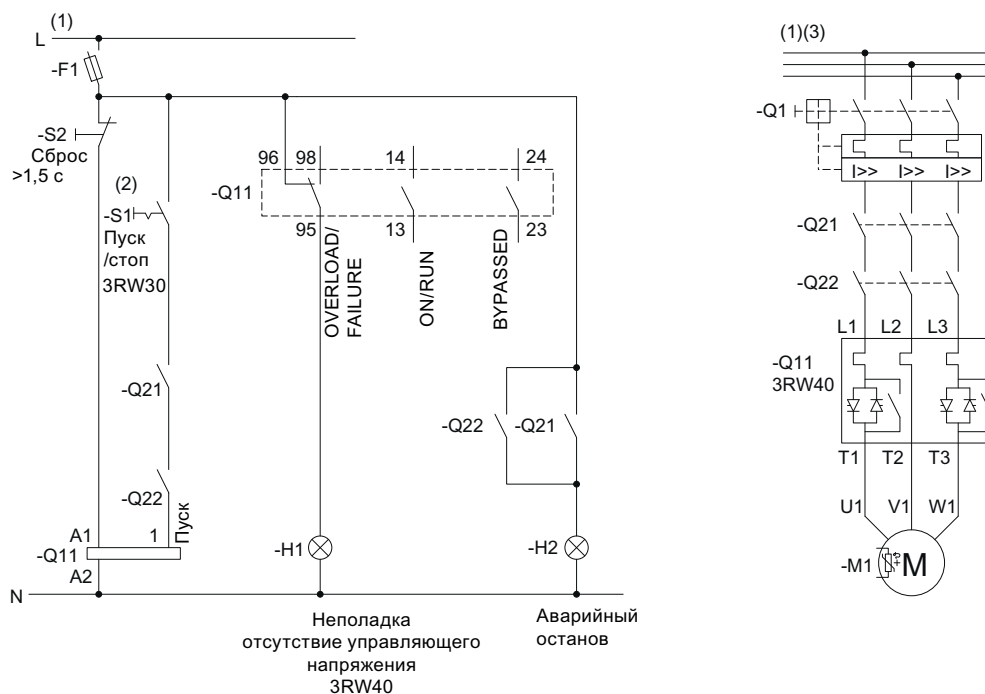 (1)
L
-F1
-S2
Сброс
>1,5 с
(2)
-S1
Пуск
/стоп
3RW30
-Q21
-Q22
A1
1
Пуск
-Q11
A2
N
96
98
14
24
-Q11
95
13
23
OVERLOAD/
FAILURE
ON/RUN
BYPASSED
-Q22
-Q21
-H1
-H2
Неполадка
отсутствие управляющего
напряжения
3RW40
Аварийный
останов
(1)(3)
-Q1
I>>
I>>
I>>
-Q21
-Q22
L1
L2
L3
-Q11
3RW40
T1
T2
T3
U1
V1
W1
-M1
M